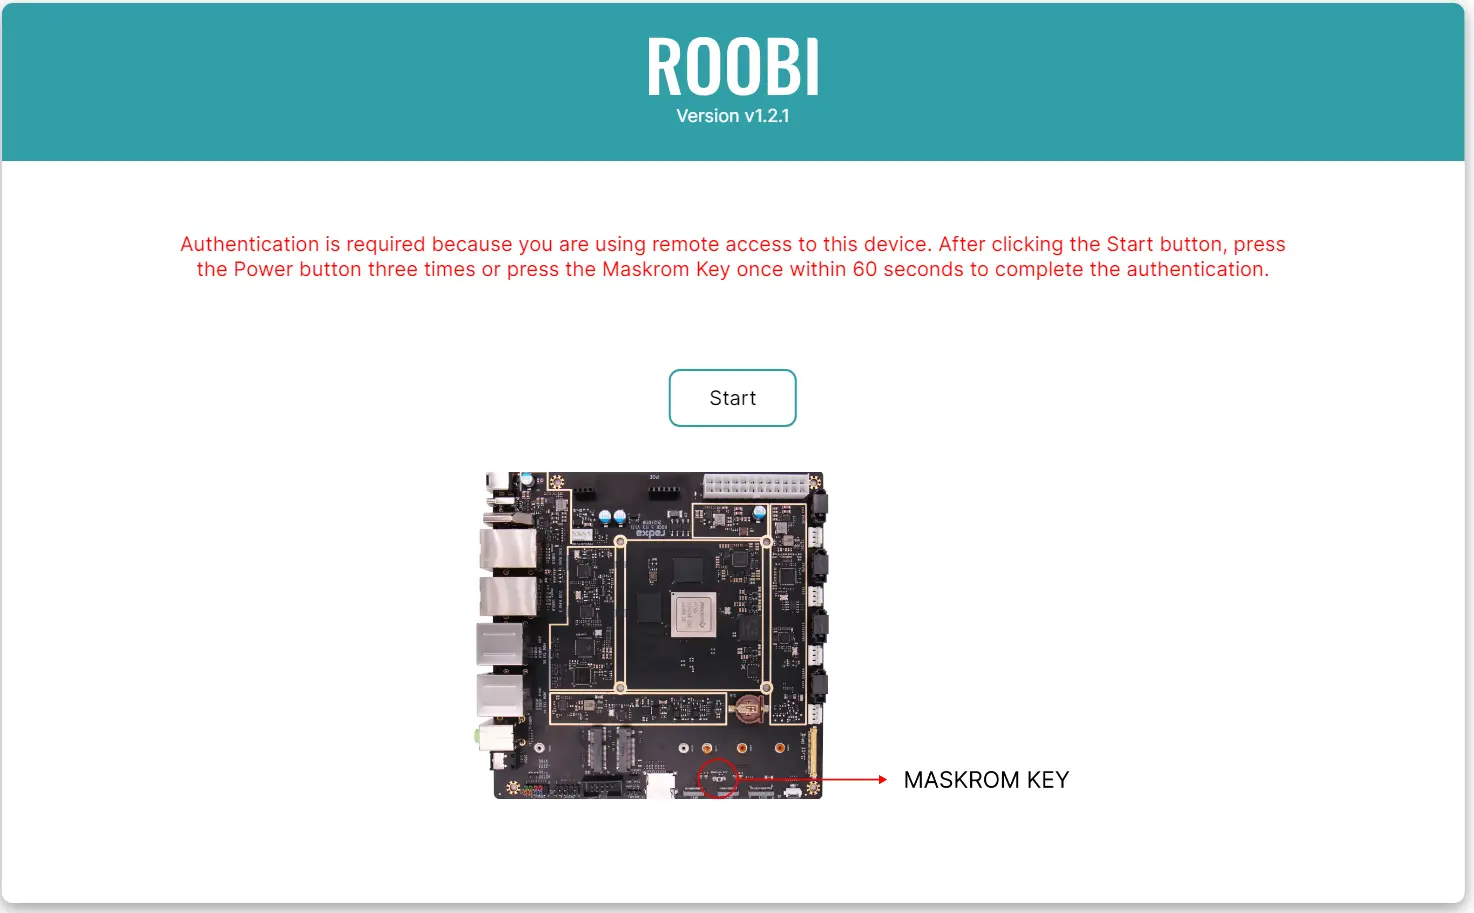 ROOBI
Version v1.2.1
Authentication is required because you are using remote access to this device. After clicking the Start button, press
the Power button three times or press the Maskrom Key once within 60 seconds to complete the authentication.
Start
POE
radxa
MASKROM KEY